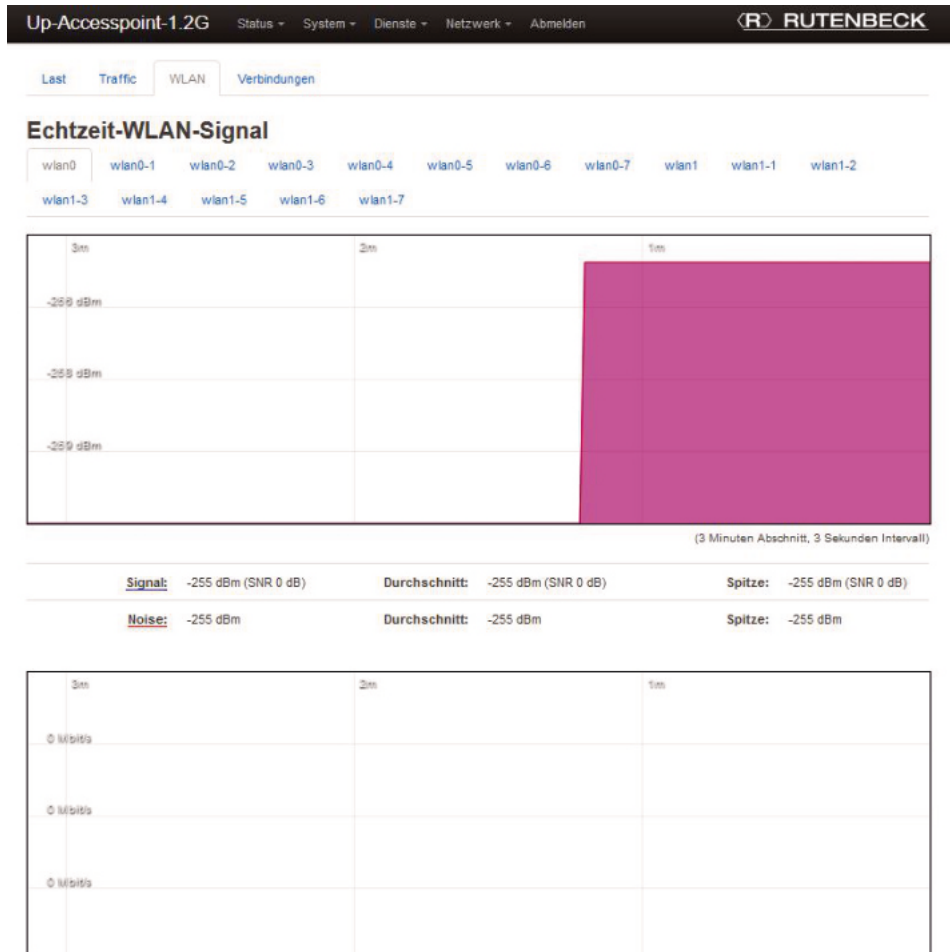 Up-Accesspoint-1.2G Status System Dienste Netzwerk Abmelden (R) RUTENBECK
Last Traffic WLAN Verbindungen
Echtzeit-WLAN-Signal
wlan0 wlan0-1 wlan0-2 wlan0-3 wlan0-4 wlan0-5 wlan0-6 wlan0-7 wlan1 wlan1-1 wlan1-2
wlan1-3 wlan1-4 wlan1-5 wlan1-6 wlan1-7
3m 2m 1m
-256 dBm
-258 dBm
-259 dBm
(3 Minuten Abschnitt, 3 Sekunden Intervall)
Signal: -255 dBm (SNR 0 dB) Durchschnitt: -255 dBm (SNR 0 dB) Spitze: -255 dBm (SNR 0 dB)
Noise: -255 dBm Durchschnitt: -255 dBm Spitze: -255 dBm
3m 2m 1m
0 Mbit/s
0 Mbit/s
0 Mbit/s